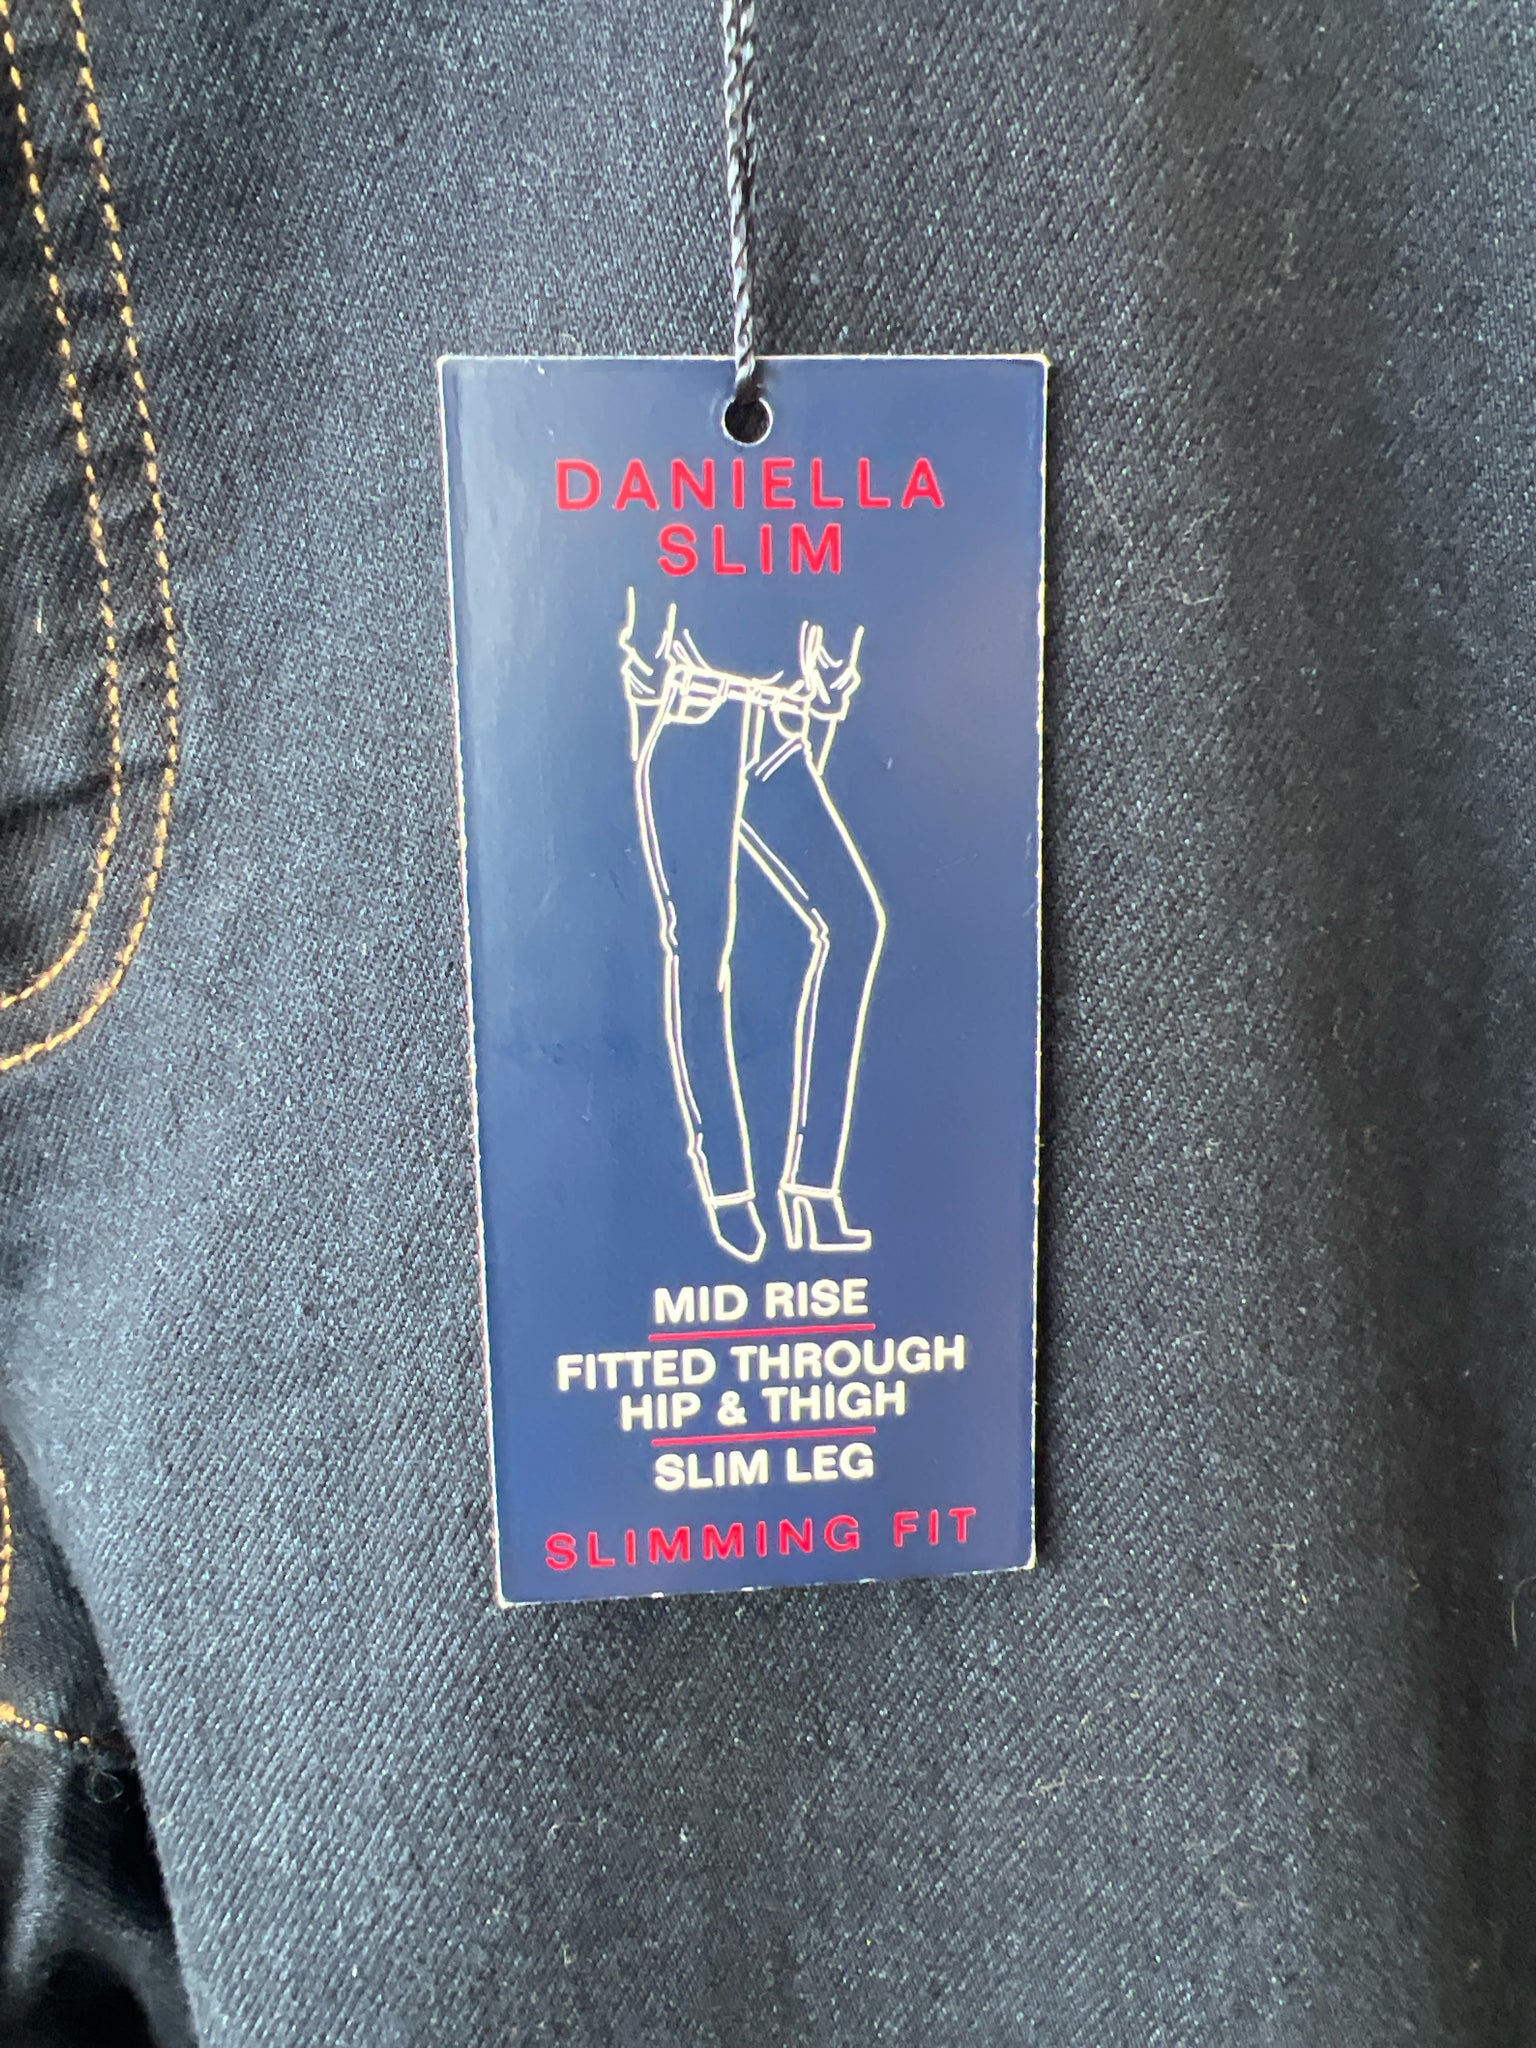 DANIELLA
SLIM
MID RISE
FITTED THROUGH
HIP & THIGH
SLIM LEG
SLIMMING FIT